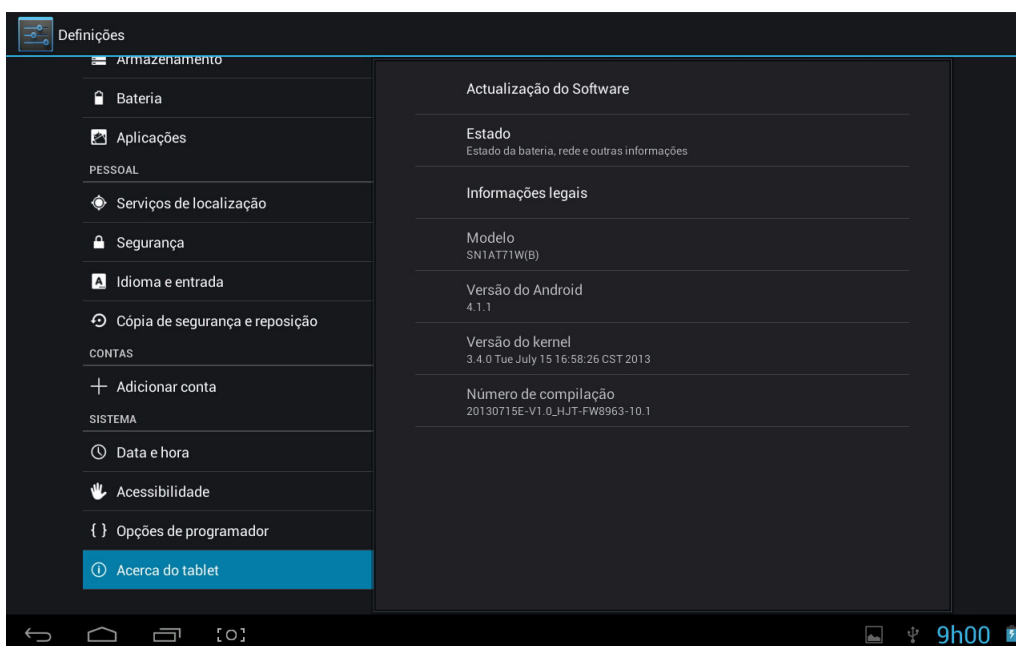 Definições
Armazenamento
Bateria
Aplicações
PESSOAL
Serviços de localização
Segurança
Idioma e entrada
Cópia de segurança e reposição
CONTAS
Adicionar conta
SISTEMA
Data e hora
Acessibilidade
{ } Opções de programador
Acerca do tablet
Actualização do Software
Estado
Estado da bateria, rede e outras informações
Informações legais
Modelo
SN1AT71W(B)
Versão do Android
4.1.1
Versão do kernel
3.4.0 Tue July 15 16:58:26 CST 2013
Número de compilação
20130715E-V1.0_HJT-FW8963-10.1
9h00